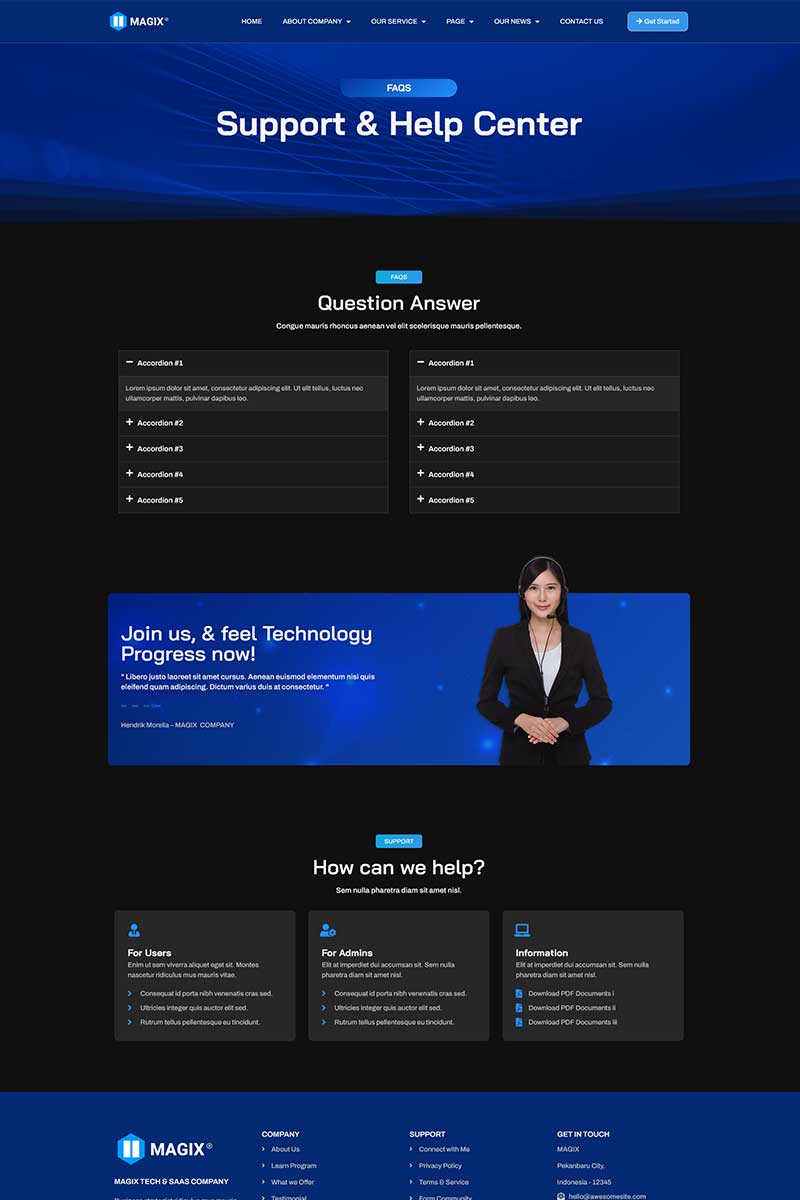 MAGIX®
HOME
ABOUT COMPANY
OUR SERVICE
PAGE
OUR NEWS
CONTACT US
Get Started
FAQS
Support & Help Center
FAQS
Question Answer
Congue mauris rhoncus aenean vel elit scelerisque mauris pellentesque.
Accordion #1
Lorem ipsum dolor sit amet, consectetur adipiscing elit. Ut elit tellus, luctus nec
ullamcorper mattis, pulvinar dapibus leo.
Accordion #2
Accordion #3
Accordion #4
Accordion #5
Accordion #1
Lorem ipsum dolor sit amet, consectetur adipiscing elit. Ut elit tellus, luctus nec
ullamcorper mattis, pulvinar dapibus leo.
Accordion #2
Accordion #3
Accordion #4
Accordion #5
Join us, & feel Technology
Progress now!
" Libero justo laoreet sit amet cursus. Aenean euismod elementum nisi quis
eleifend quam adipiscing. Dictum varius duis at consectetur. "
Hendrik Morella – MAGIX COMPANY
SUPPORT
How can we help?
Sem nulla pharetra diam sit amet nisl.
For Users
Enim ut sem viverra aliquet eget sit. Montes
nascetur ridiculus mus mauris vitae.
Consequat id porta nibh venenatis cras sed.
Ultricies integer quis auctor elit sed.
Rutrum tellus pellentesque eu tincidunt.
For Admins
Elit at imperdiet dui accumsan sit. Sem nulla
pharetra diam sit amet nisl.
Consequat id porta nibh venenatis cras sed.
Ultricies integer quis auctor elit sed.
Rutrum tellus pellentesque eu tincidunt.
Information
Elit at imperdiet dui accumsan sit. Sem nulla
pharetra diam sit amet nisl.
Download PDF Documents i
Download PDF Documents ii
Download PDF Documents iii
MAGIX®
MAGIX TECH & SAAS COMPANY
COMPANY
About Us
Learn Program
What we Offer
Testimonial
SUPPORT
Connect with Me
Privacy Policy
Terms & Service
Form Community
GET IN TOUCH
MAGIX
Pekanbaru City,
Indonesia - 12345
hello@awesomesite.com